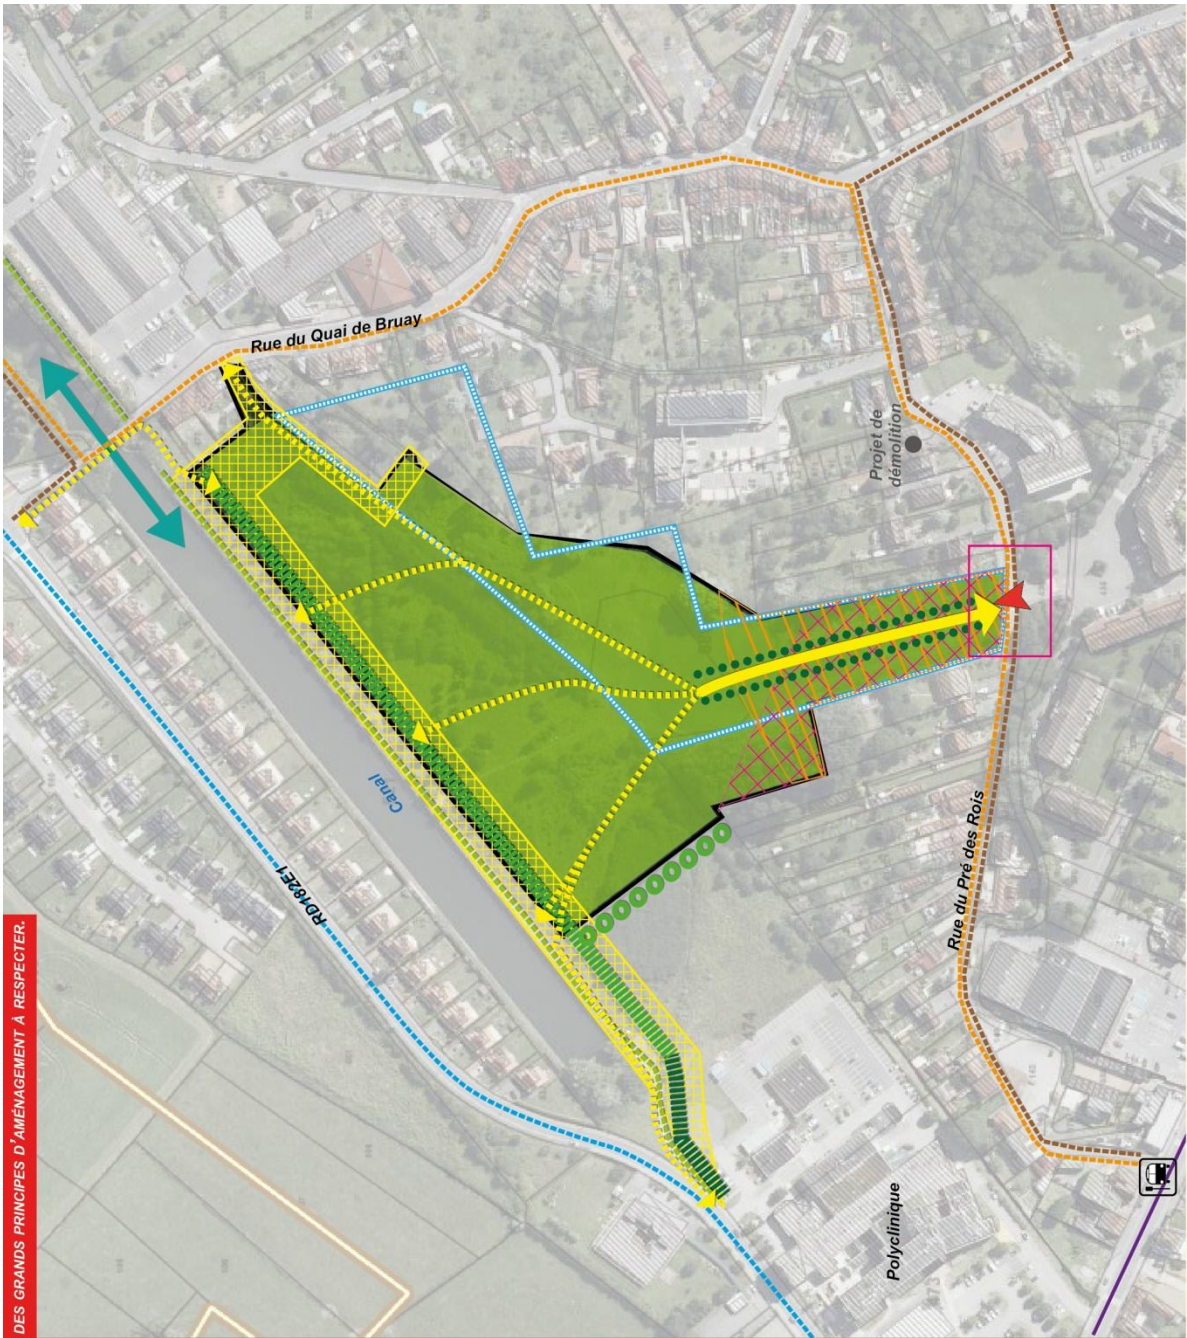 DES GRANDS PRINCIPES D'AMÉNAGEMENT À RESPECTER.
Rue du Quai de Bruay
Projet de
démolition
Canal
RD182E1
Rue du Pré des Rois
Polyclinique